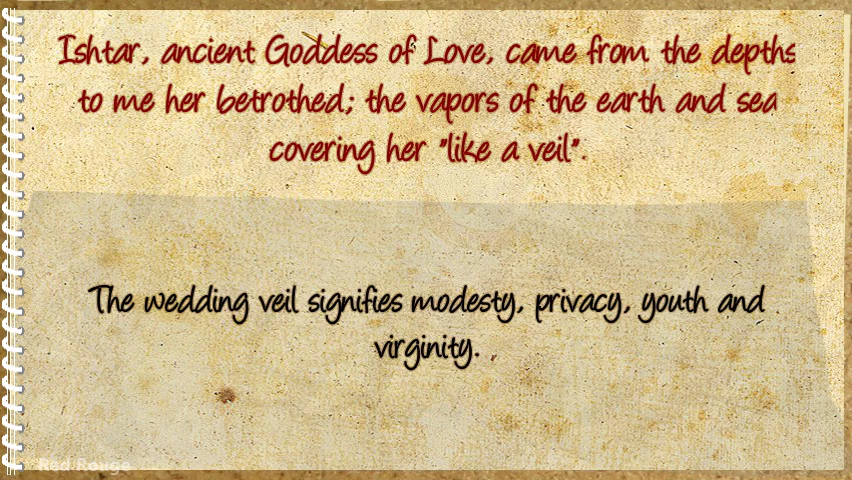 Ishtar, ancient Goddess of Love, came from the depths
to me her betrothed; the vapors of the earth and sea
covering her "like a veil".
The wedding veil signifies modesty, privacy, youth and
virginity.
Red Rouge